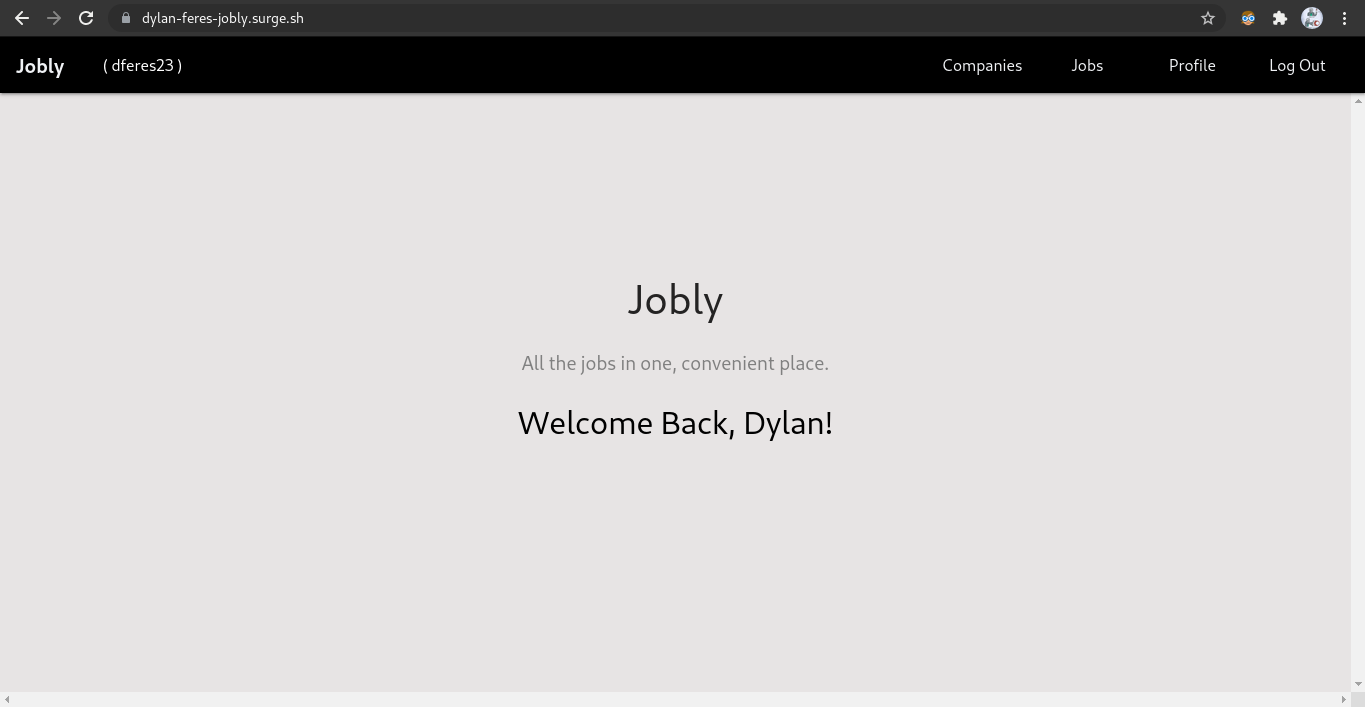 dylan-feres-jobly.surge.sh
Jobly ( dferes23 ) Companies Jobs Profile Log Out
Jobly
All the jobs in one, convenient place.
Welcome Back, Dylan!